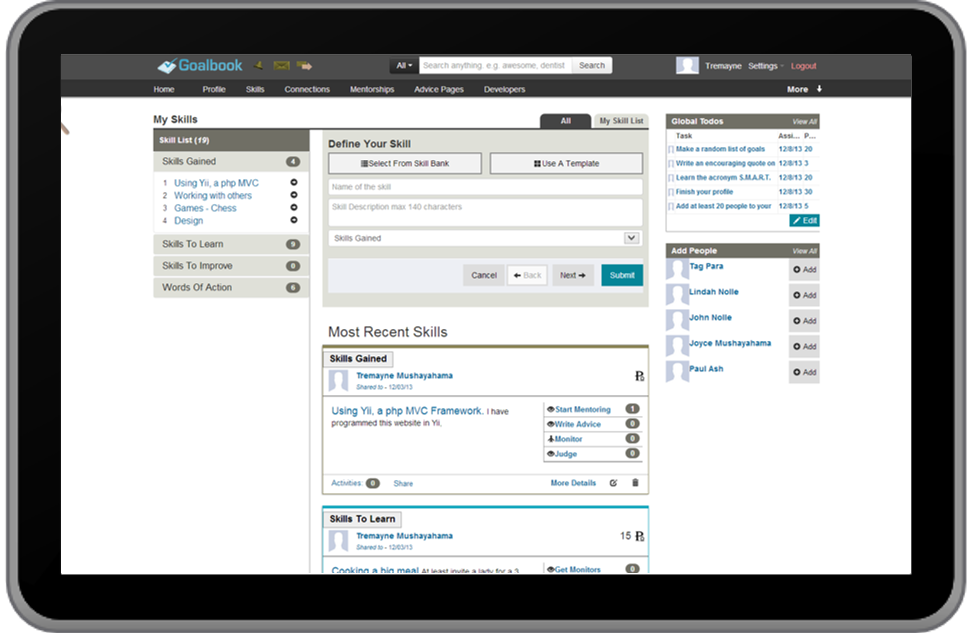 Goalbook
All
Search anything. e.g. awesome, dentist
Search
Tremayne Settings Logout
Home Profile Skills Connections Mentorships Advice Pages Developers More
My Skills
All My Skill List
Skill List (19)
Skills Gained 4
1 Using Yii, a php MVC
2 Working with others
3 Games - Chess
4 Design
Skills To Learn 9
Skills To Improve 0
Words Of Action 6
Define Your Skill
Select From Skill Bank Use A Template
Name of the skill
Skill Description max 140 characters
Skills Gained
Cancel Back Next Submit
Most Recent Skills
Skills Gained
Tremayne Mushayahama
Shared to - 12/03/13
Using Yii, a php MVC Framework. I have
programmed this website in Yii.
Start Mentoring 1
Write Advice 0
Monitor 0
Judge 0
Activities: 0 Share More Details
Skills To Learn
Tremayne Mushayahama 15
Shared to - 12/03/13
Cooking a big meal At least invite a lady for a 3
Get Monitors 0
Global Todos View All
Task Assi... P...
Make a random list of goals 12/8/13 20
Write an encouraging quote on 12/8/13 3
Learn the acronym S.M.A.R.T. 12/8/13 20
Finish your profile 12/8/13 30
Add at least 20 people to your 12/8/13 5
Edit
Add People View All
Tag Para Add
Lindah Nolle Add
John Nolle Add
Joyce Mushayahama Add
Paul Ash Add